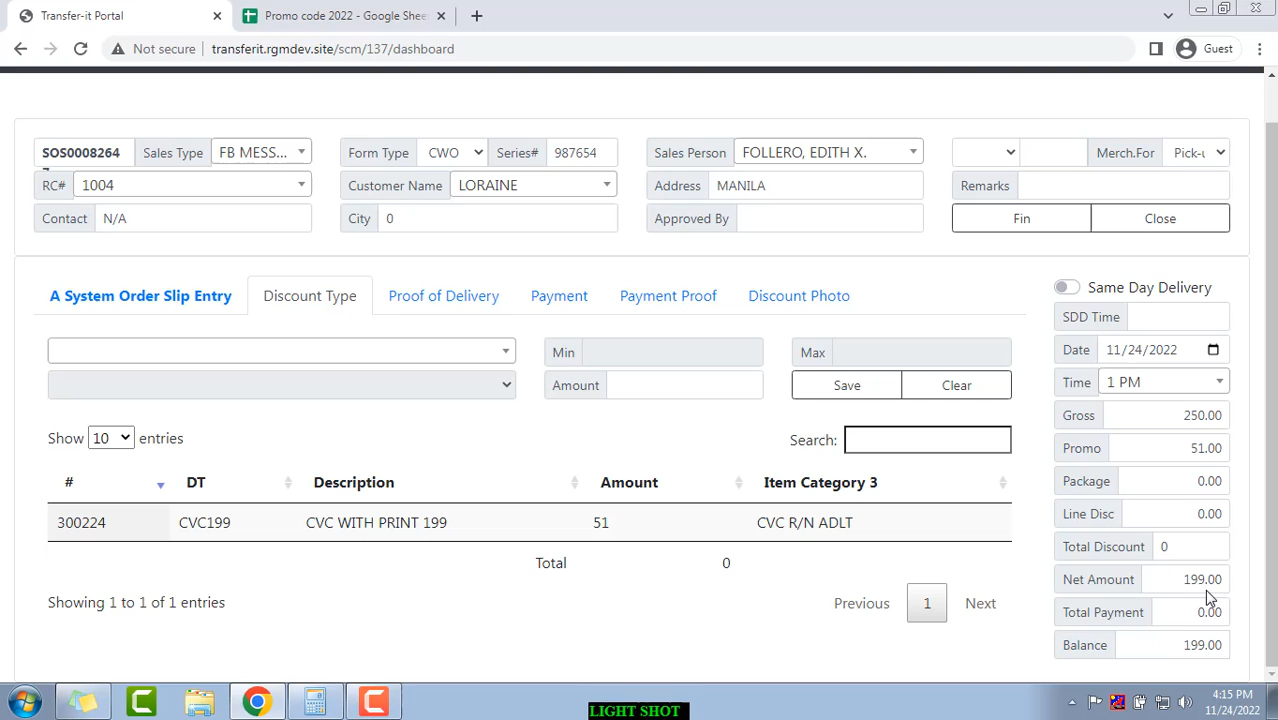 Transfer-it Portal
Promo code 2022 - Google Shee
Not secure
transferit.rgmdev.site/scm/137/dashboard
Guest
SOS0008264
Sales Type
FB MESS...
Form Type
CWO
Series#
987654
Sales Person
FOLLERO, EDITH X.
Merch.For
Pick-u
RC#
1004
Customer Name
LORAINE
Address
MANILA
Remarks
Contact
N/A
City
0
Approved By
Fin
Close
A System Order Slip Entry
Discount Type
Proof of Delivery
Payment
Payment Proof
Discount Photo
Same Day Delivery
SDD Time
Min
Max
Date
11/24/2022
Amount
Save
Clear
Time
1 PM
Gross
250.00
Show 10 entries
Search:
Promo
51.00
# DT Description Amount Item Category 3
Package
0.00
300224 CVC199 CVC WITH PRINT 199 51 CVC R/N ADLT
Line Disc
0.00
Total 0
Total Discount
0
Net Amount
199.00
Showing 1 to 1 of 1 entries
Previous
1
Next
Total Payment
0.00
Balance
199.00
4:15 PM
11/24/2022
LIGHT SHOT